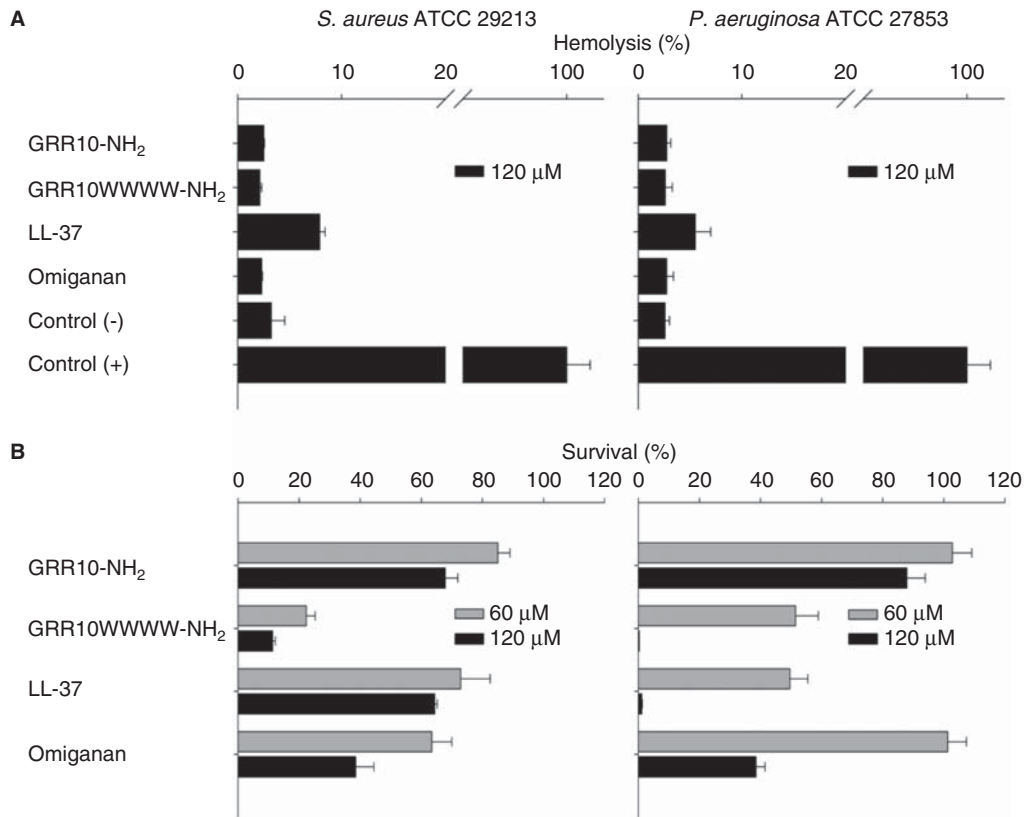 A
S. aureus ATCC 29213
P. aeruginosa ATCC 27853
Hemolysis (%)
0 10 20 100
0 10 20 100
GRR10-NH2
GRR10WWWW-NH2
LL-37
Omiganan
Control (-)
Control (+)
120 µM
120 µM
B
Survival (%)
0 20 40 60 80 100 120
0 20 40 60 80 100 120
GRR10-NH2
GRR10WWWW-NH2
LL-37
Omiganan
60 µM
120 µM
60 µM
120 µM